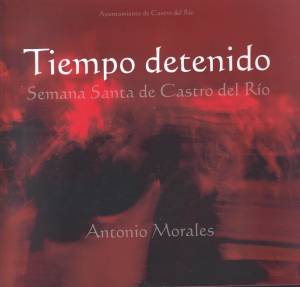 Ayuntamiento de Castro del Río
Tiempo detenido
Semana Santa de Castro del Río
Antonio Morales